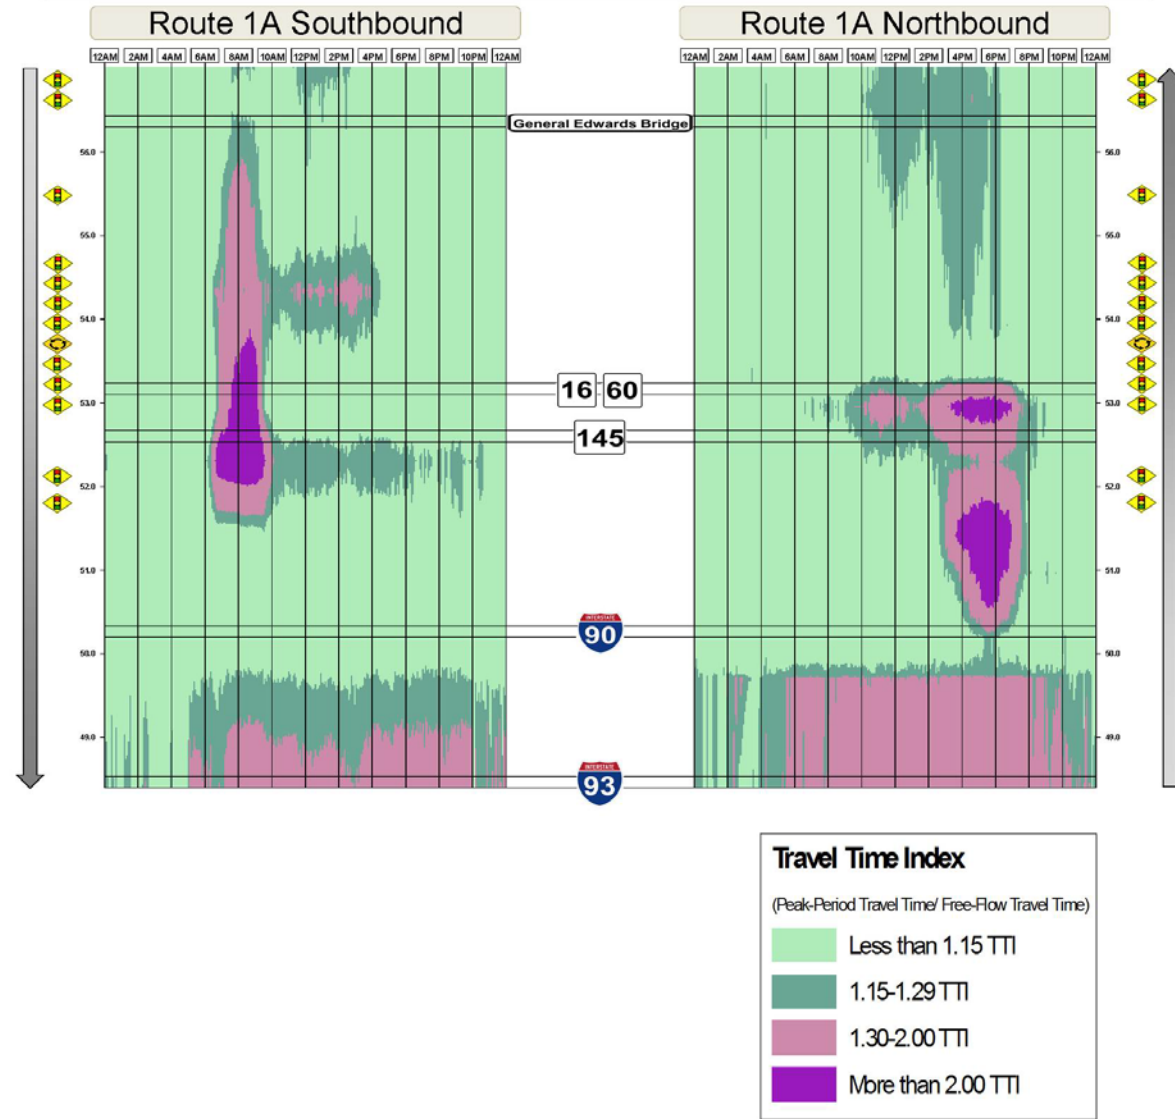 Route 1A Southbound
Route 1A Northbound
12AM 2AM 4AM 6AM 8AM 10AM 12PM 2PM 4PM 6PM 8PM 10PM 12AM
12AM 2AM 4AM 6AM 8AM 10AM 12PM 2PM 4PM 6PM 8PM 10PM 12AM
General Edwards Bridge
56.0 56.0
55.0 55.0
54.0 54.0
16 60
53.0 53.0
145
52.0 52.0
51.0 51.0
INTERSTATE
90
50.0 50.0
49.0 49.0
INTERSTATE
93
Travel Time Index
(Peak-Period Travel Time/ Free-Flow Travel Time)
Less than 1.15 TTI
1.15-1.29 TTI
1.30-2.00 TTI
More than 2.00 TTI